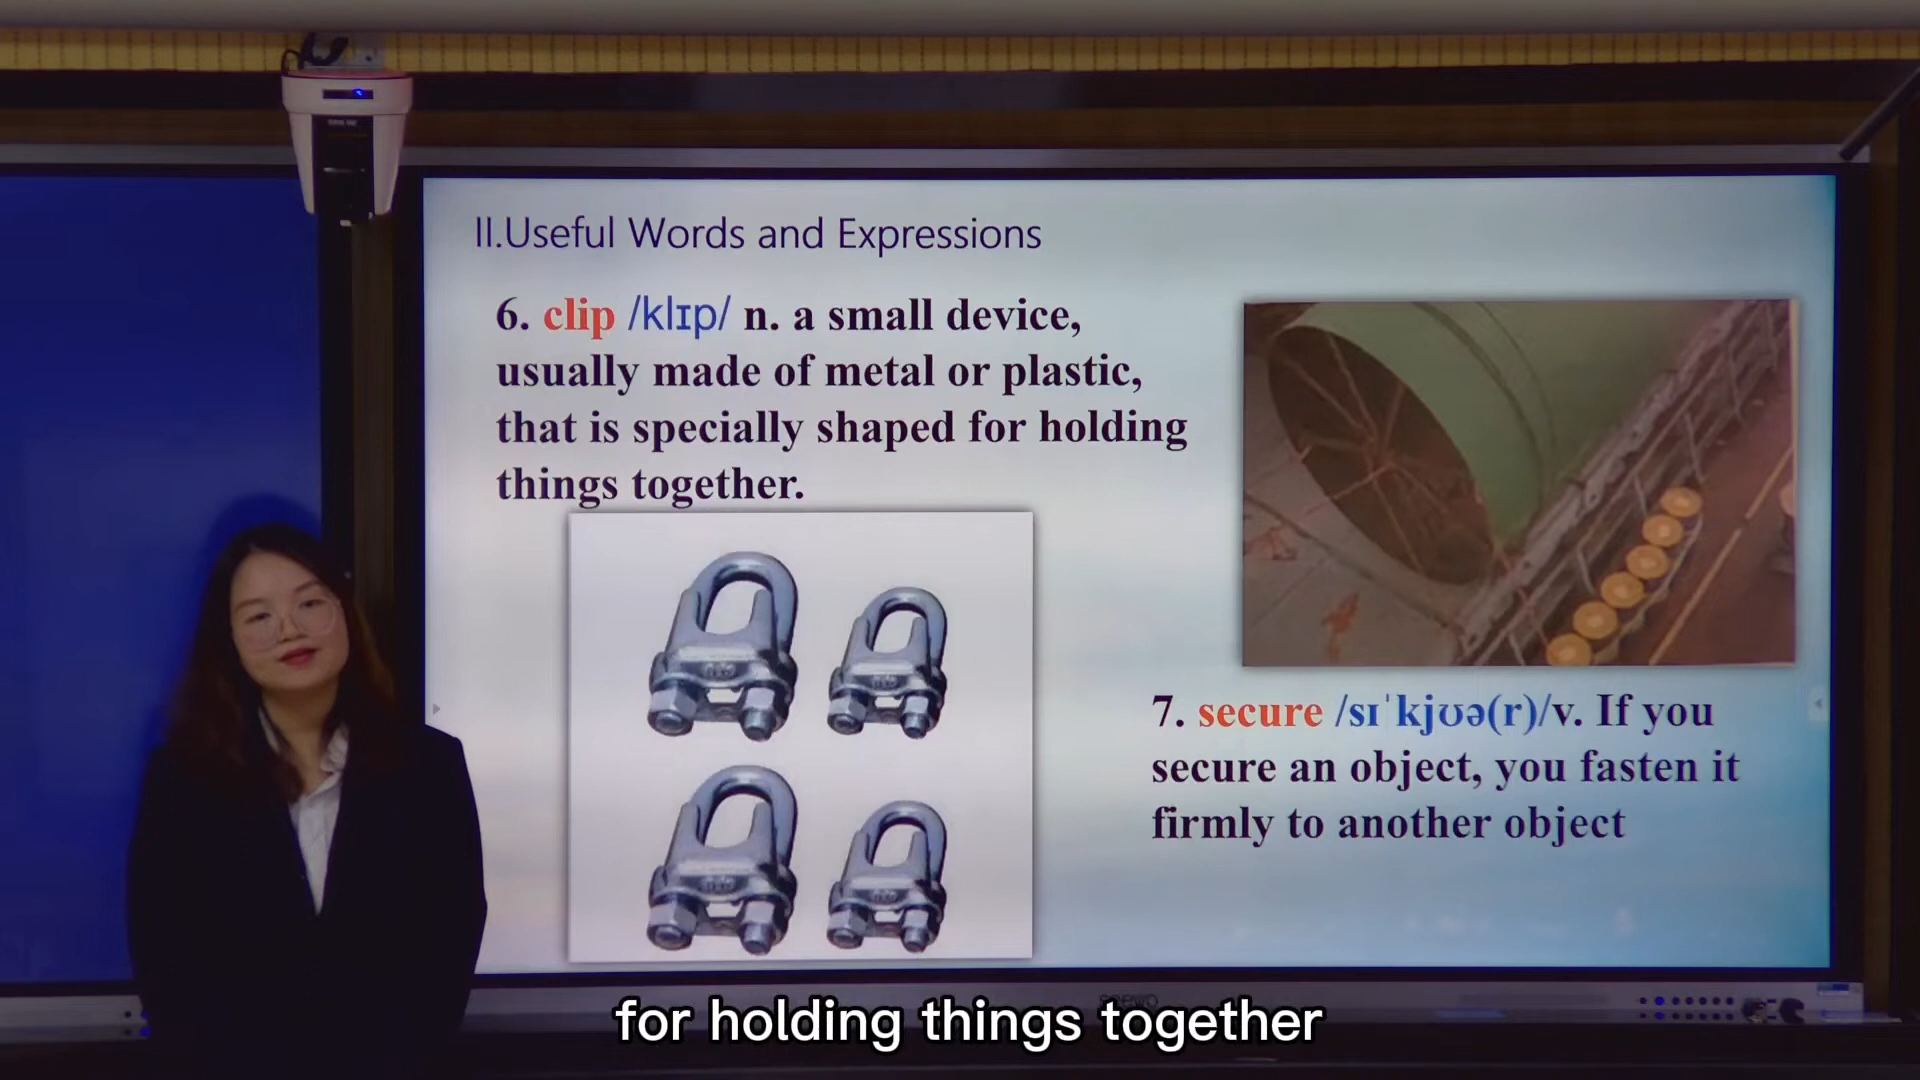 II.Useful Words and Expressions
6. clip /klɪp/ n. a small device,
usually made of metal or plastic,
that is specially shaped for holding
things together.
7. secure /sɪˈkjʊə(r)/v. If you
secure an object, you fasten it
firmly to another object
seewo
for holding things together